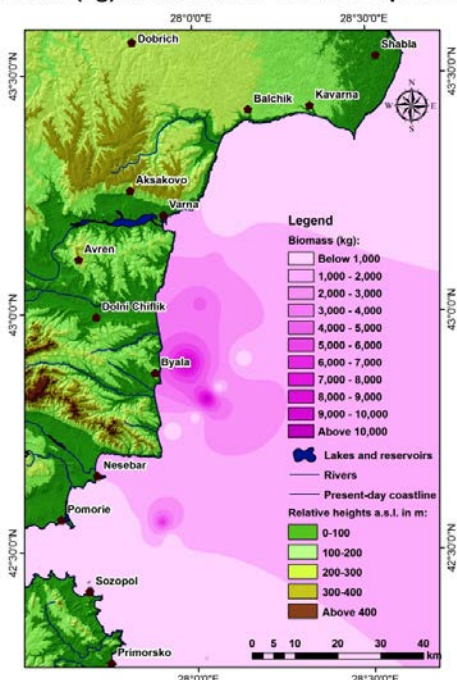 28°0'0"E 28°30'0"E
Dobrich
Shabla
43°30'0"N
43°30'0"N
Kavarna
Balchik
N
W E
S
Aksakovo
Varna
Legend
Biomass (kg):
Avren
Below 1,000
1,000 - 2,000
2,000 - 3,000
3,000 - 4,000
Dolni Chiflik
4,000 - 5,000
43°0'0"N
43°0'0"N
5,000 - 6,000
6,000 - 7,000
Byala
7,000 - 8,000
8,000 - 9,000
9,000 - 10,000
Above 10,000
Lakes and reservoirs
Nesebar
Rivers
Present-day coastline
Pomorie
Relative heights a.s.l. in m:
0-100
42°30'0"N
42°30'0"N
100-200
200-300
Sozopol
300-400
Above 400
Primorsko
0 5 10 20 30 40
km
28°0'0"E 28°30'0"E